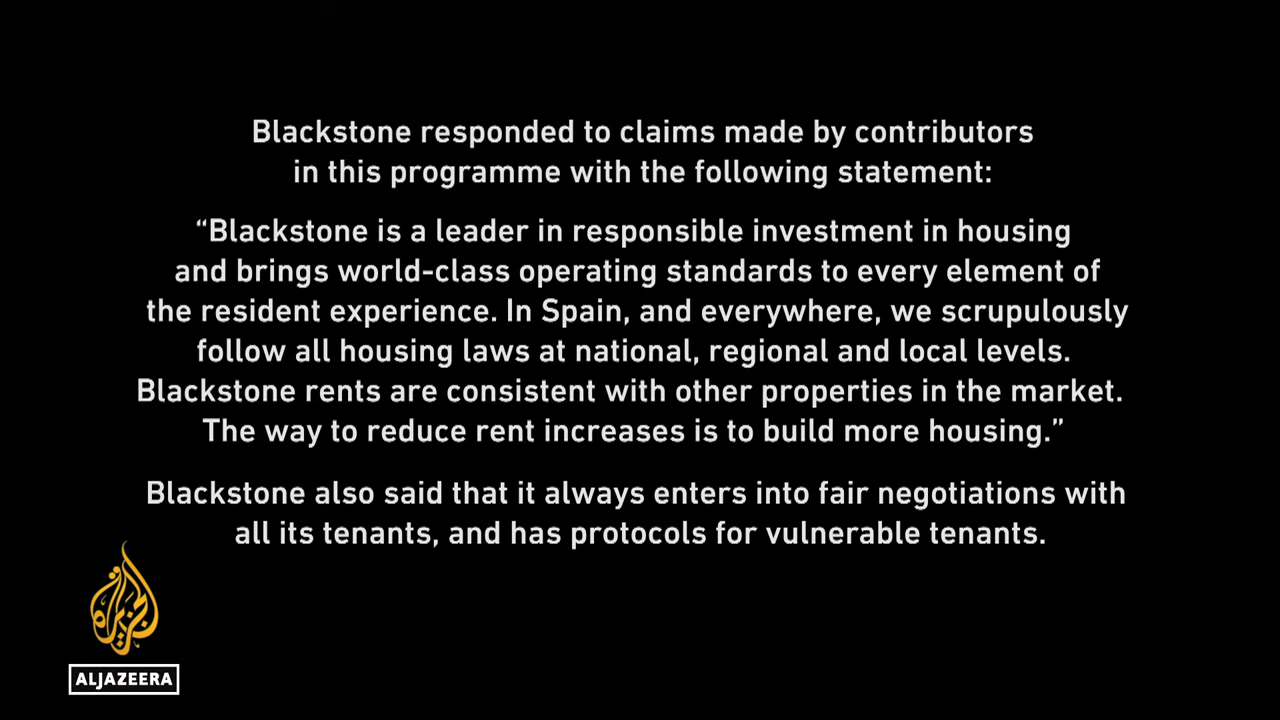 Blackstone responded to claims made by contributors
in this programme with the following statement:
“Blackstone is a leader in responsible investment in housing
and brings world-class operating standards to every element of
the resident experience. In Spain, and everywhere, we scrupulously
follow all housing laws at national, regional and local levels.
Blackstone rents are consistent with other properties in the market.
The way to reduce rent increases is to build more housing.”
Blackstone also said that it always enters into fair negotiations with
all its tenants, and has protocols for vulnerable tenants.
الجزيرة
ALJAZEERA